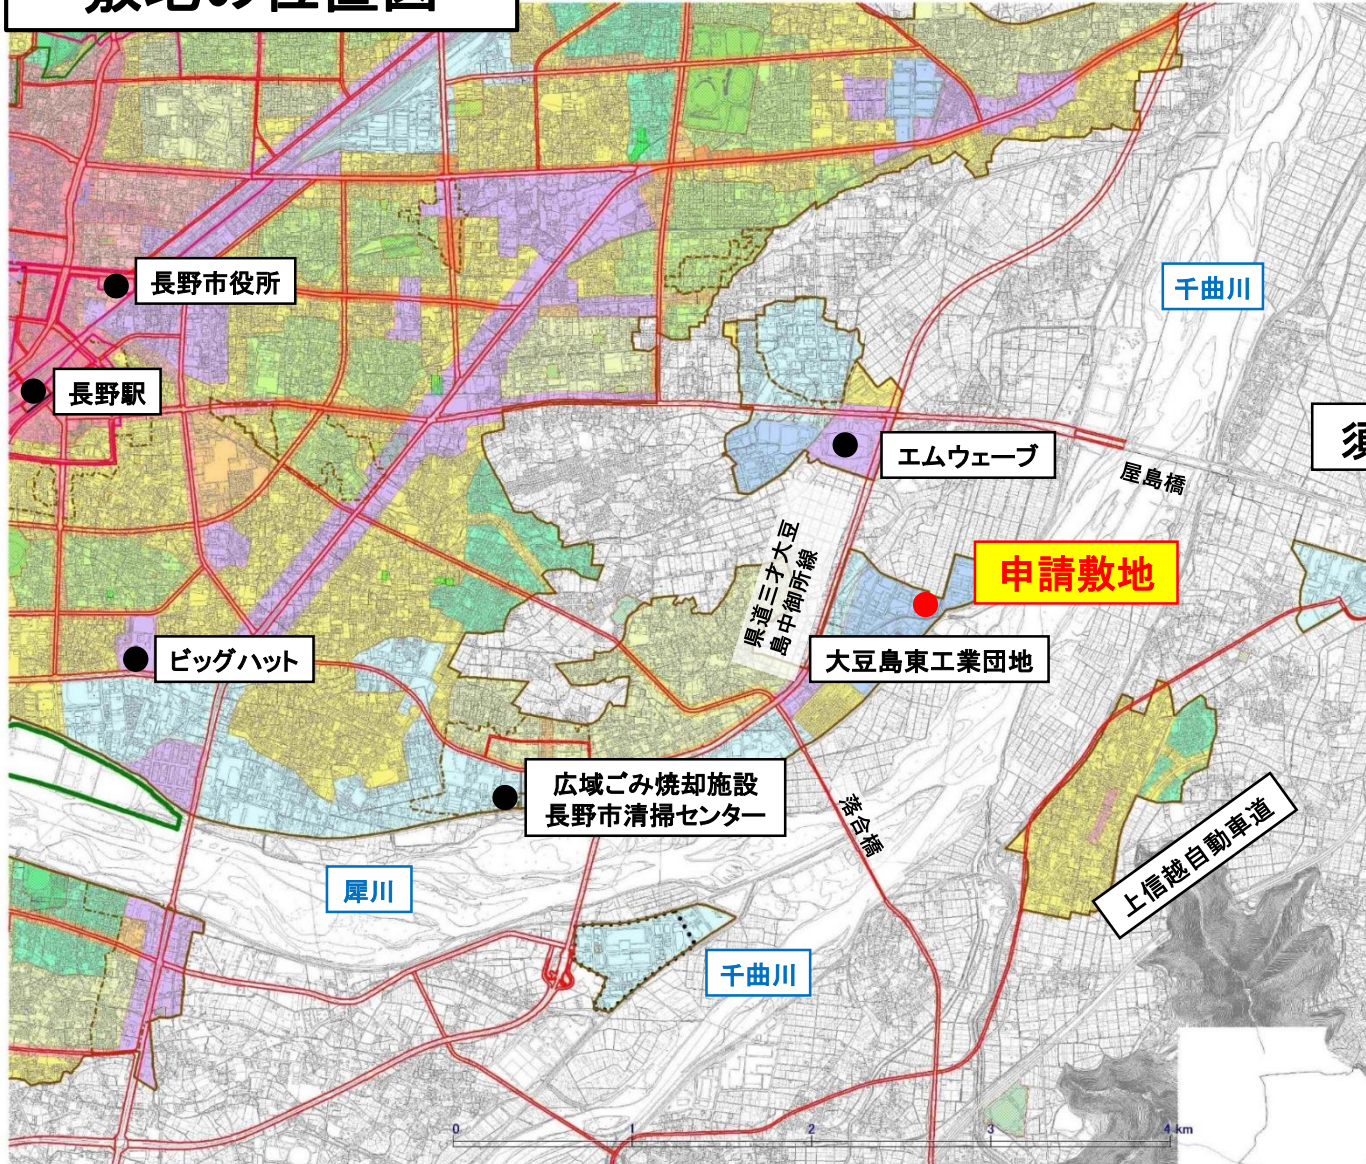 敷地の位置図
長野市役所
千曲川
長野駅
須
エムウェーブ
屋島橋
県道三才大豆
島中御所線
申請敷地
ビッグハット
大豆島東工業団地
広域ごみ焼却施設
長野市清掃センター
落合橋
上信越自動車道
犀川
千曲川
0 1 2 3 4 km